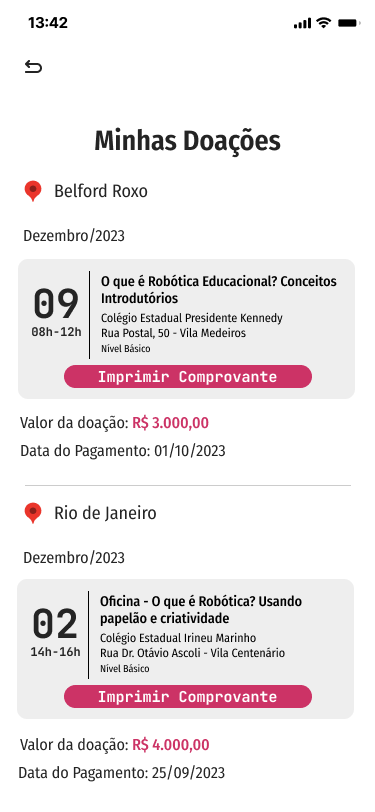 13:42
Minhas Doações
Belford Roxo
Dezembro/2023
09
08h-12h
O que é Robótica Educacional? Conceitos
Introdutórios
Colégio Estadual Presidente Kennedy
Rua Postal, 50 - Vila Medeiros
Nível Básico
Imprimir Comprovante
Valor da doação: R$ 3.000,00
Data do Pagamento: 01/10/2023
Rio de Janeiro
Dezembro/2023
02
14h-16h
Oficina - O que é Robótica? Usando
papelão e criatividade
Colégio Estadual Irineu Marinho
Rua Dr. Otávio Ascoli - Vila Centenário
Nível Básico
Imprimir Comprovante
Valor da doação: R$ 4.000,00
Data do Pagamento: 25/09/2023